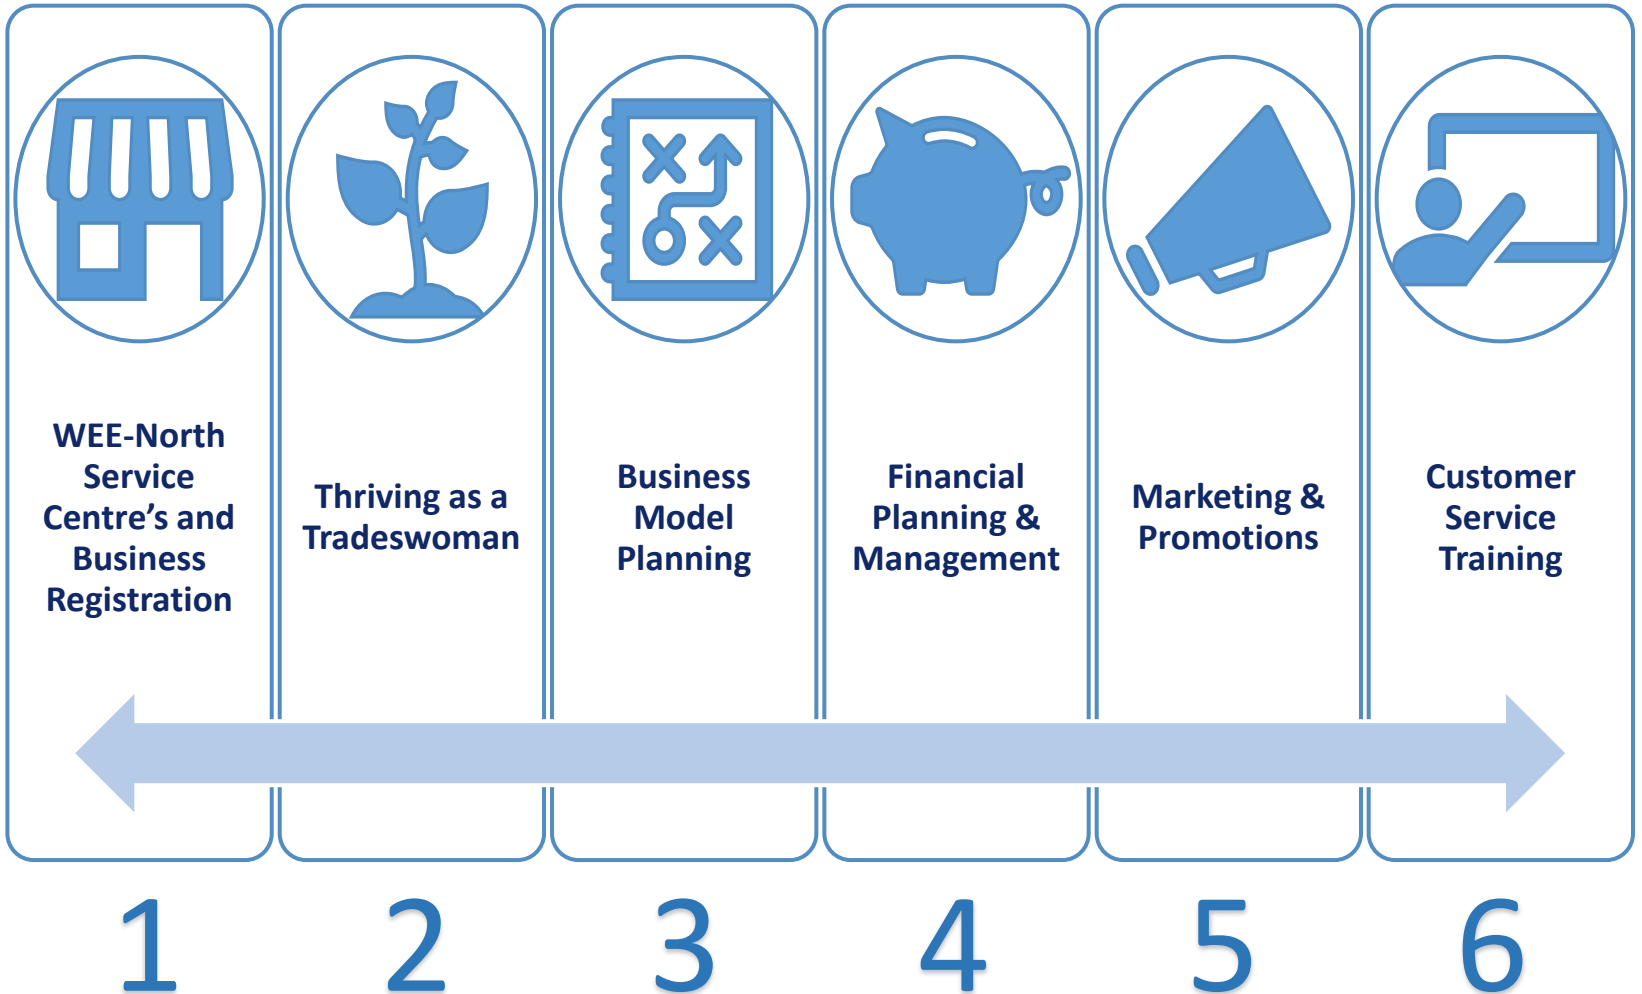 WEE-North
Service
Centre’s and
Business
Registration
Thriving as a
Tradeswoman
Business
Model
Planning
Financial
Planning &
Management
Marketing &
Promotions
Customer
Service
Training
1
2
3
4
5
6